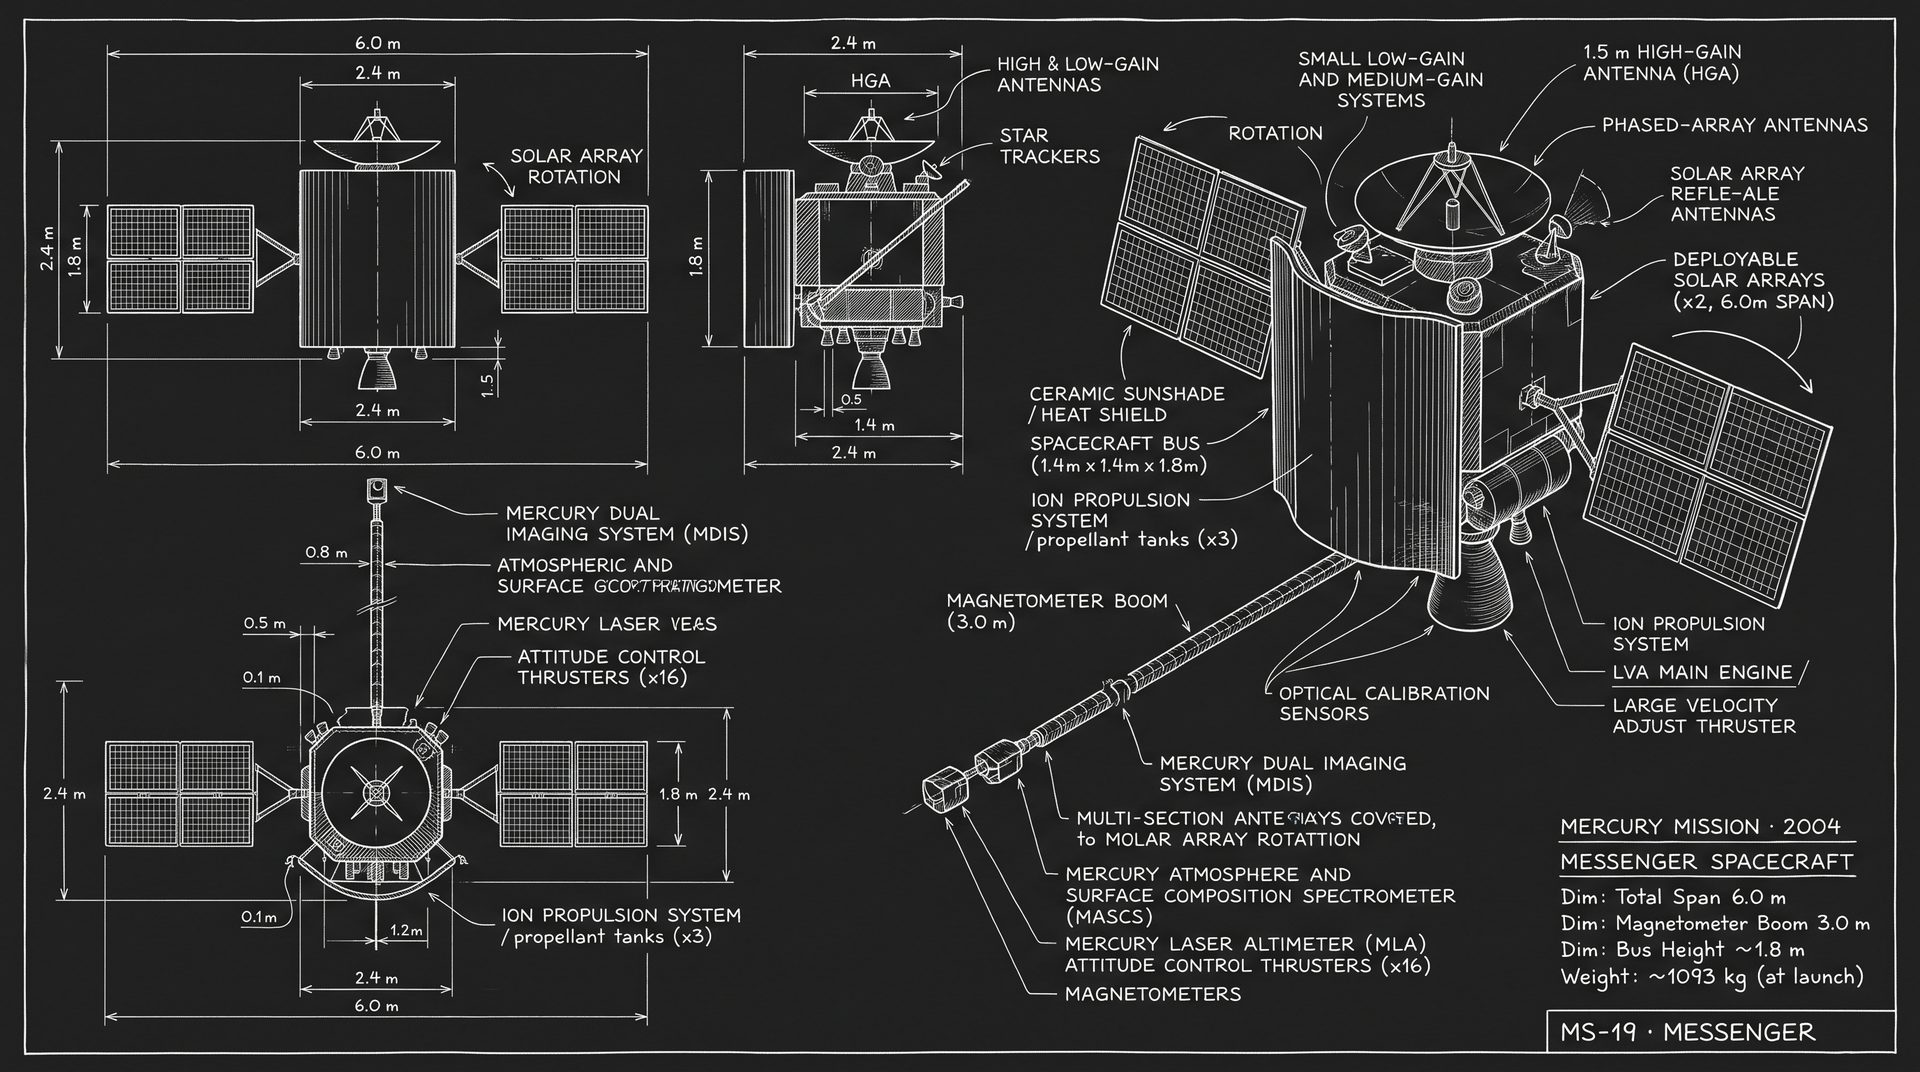 6.0 m
2.4 m
SOLAR ARRAY
ROTATION
2.4 m
1.8 m
1.5
2.4 m
6.0 m
2.4 m
HGA
HIGH & LOW-GAIN
ANTENNAS
STAR
TRACKERS
1.8 m
0.5
1.4 m
2.4 m
SMALL LOW-GAIN
AND MEDIUM-GAIN
SYSTEMS
1.5 m HIGH-GAIN
ANTENNA (HGA)
ROTATION
PHASED-ARRAY ANTENNAS
SOLAR ARRAY
REFLE-ALE
ANTENNAS
DEPLOYABLE
SOLAR ARRAYS
(x2, 6.0m SPAN)
CERAMIC SUNSHADE
/ HEAT SHIELD
SPACECRAFT BUS
(1.4m x 1.4m x 1.8m)
ION PROPULSION
SYSTEM
/propellant tanks (x3)
MAGNETOMETER BOOM
(3.0 m)
OPTICAL CALIBRATION
SENSORS
ION PROPULSION
SYSTEM
LVA MAIN ENGINE /
LARGE VELOCITY
ADJUST THRUSTER
MERCURY DUAL IMAGING
SYSTEM (MDIS)
MULTI-SECTION
to MOLAR ARRAY ROTATTION
MERCURY ATMOSPHERE AND
SURFACE COMPOSITION SPECTROMETER
(MASCS)
MERCURY LASER ALTIMETER (MLA)
ATTITUDE CONTROL THRUSTERS (x16)
MAGNETOMETERS
MERCURY DUAL
IMAGING SYSTEM (MDIS)
0.8 m
ATMOSPHERIC AND
SURFACE
0.5 m
MERCURY LASER
ATTITUDE CONTROL
THRUSTERS (x16)
0.1 m
2.4 m
1.8 m
2.4 m
0.1m
1.2m
ION PROPULSION SYSTEM
/propellant tanks (x3)
2.4 m
6.0 m
MERCURY MISSION · 2004
MESSENGER SPACECRAFT
Dim: Total Span 6.0 m
Dim: Magnetometer Boom 3.0 m
Dim: Bus Height ~1.8 m
Weight: ~1093 kg (at launch)
MS-19 · MESSENGER